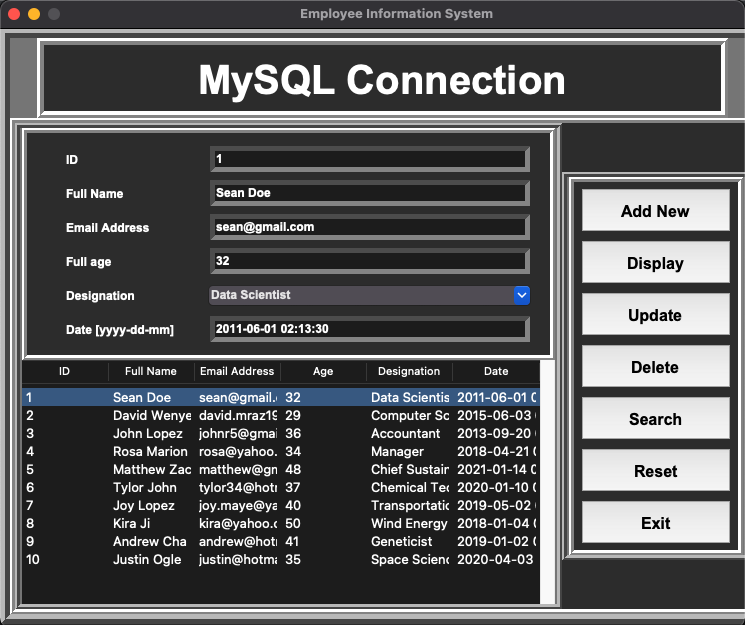 Employee Information System
MySQL Connection
ID 1
Full Name Sean Doe
Email Address sean@gmail.com
Full age 32
Designation Data Scientist
Date [yyyy-dd-mm] 2011-06-01 02:13:30
Add New
Display
Update
Delete
Search
Reset
Exit
ID Full Name Email Address Age Designation Date
1 Sean Doe sean@gmail. 32 Data Scientis 2011-06-01 0
2 David Wenye david.mraz19 29 Computer Sc 2015-06-03
3 John Lopez johnr5@gmai 36 Accountant 2013-09-20
4 Rosa Marion rosa@yahoo. 34 Manager 2018-04-21 0
5 Matthew Zac matthew@gm 48 Chief Sustain 2021-01-14 0
6 Tylor John tylor34@hotm 37 Chemical Tec 2020-01-10 0
7 Joy Lopez joy.maye@ya 40 Transportatic 2019-05-02
8 Kira Ji kira@yahoo.c 50 Wind Energy 2018-01-04
9 Andrew Cha andrew@hotr 41 Geneticist 2019-01-02
10 Justin Ogle justin@hotma 35 Space Scienc 2020-04-03